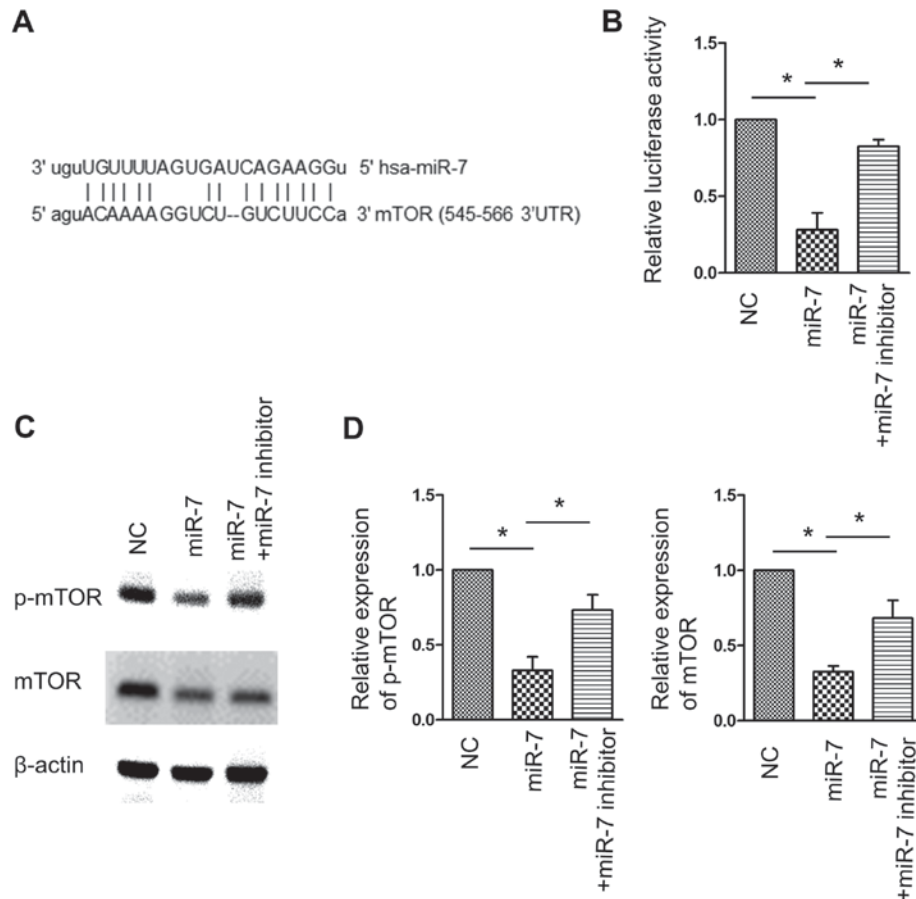 A
3' uguUGUUUUAGUGAUCAGAAGGu 5' hsa-miR-7
5' aguACAAAAGGUCU--GUCUUCCa 3' mTOR (545-566 3'UTR)
B
Relative luciferase activity
1.5
1.0
0.5
0.0
*
*
NC
miR-7
miR-7
+miR-7 inhibitor
C
NC
miR-7
miR-7
+miR-7 inhibitor
p-mTOR
mTOR
β-actin
D
Relative expression
of p-mTOR
1.5
1.0
0.5
0.0
*
*
NC
miR-7
miR-7
+miR-7 inhibitor
Relative expression
of mTOR
1.5
1.0
0.5
0.0
*
*
NC
miR-7
miR-7
+miR-7 inhibitor